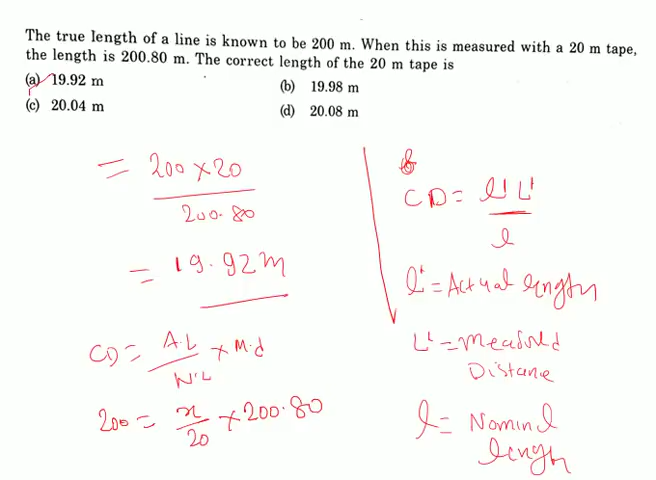 The true length of a line is known to be 200 m. When this is measured with a 20 m tape,
the length is 200.80 m. The correct length of the 20 m tape is
(a) 19.92 m
(b) 19.98 m
(c) 20.04 m
(d) 20.08 m
= 200 × 20
200.80
= 19.92 m
CD = A.L × M.d
N'L
200 = x × 200.80
20
CD = l' L'
l
l' = Actual length
L' = measured
Distance
l = Nominl
length